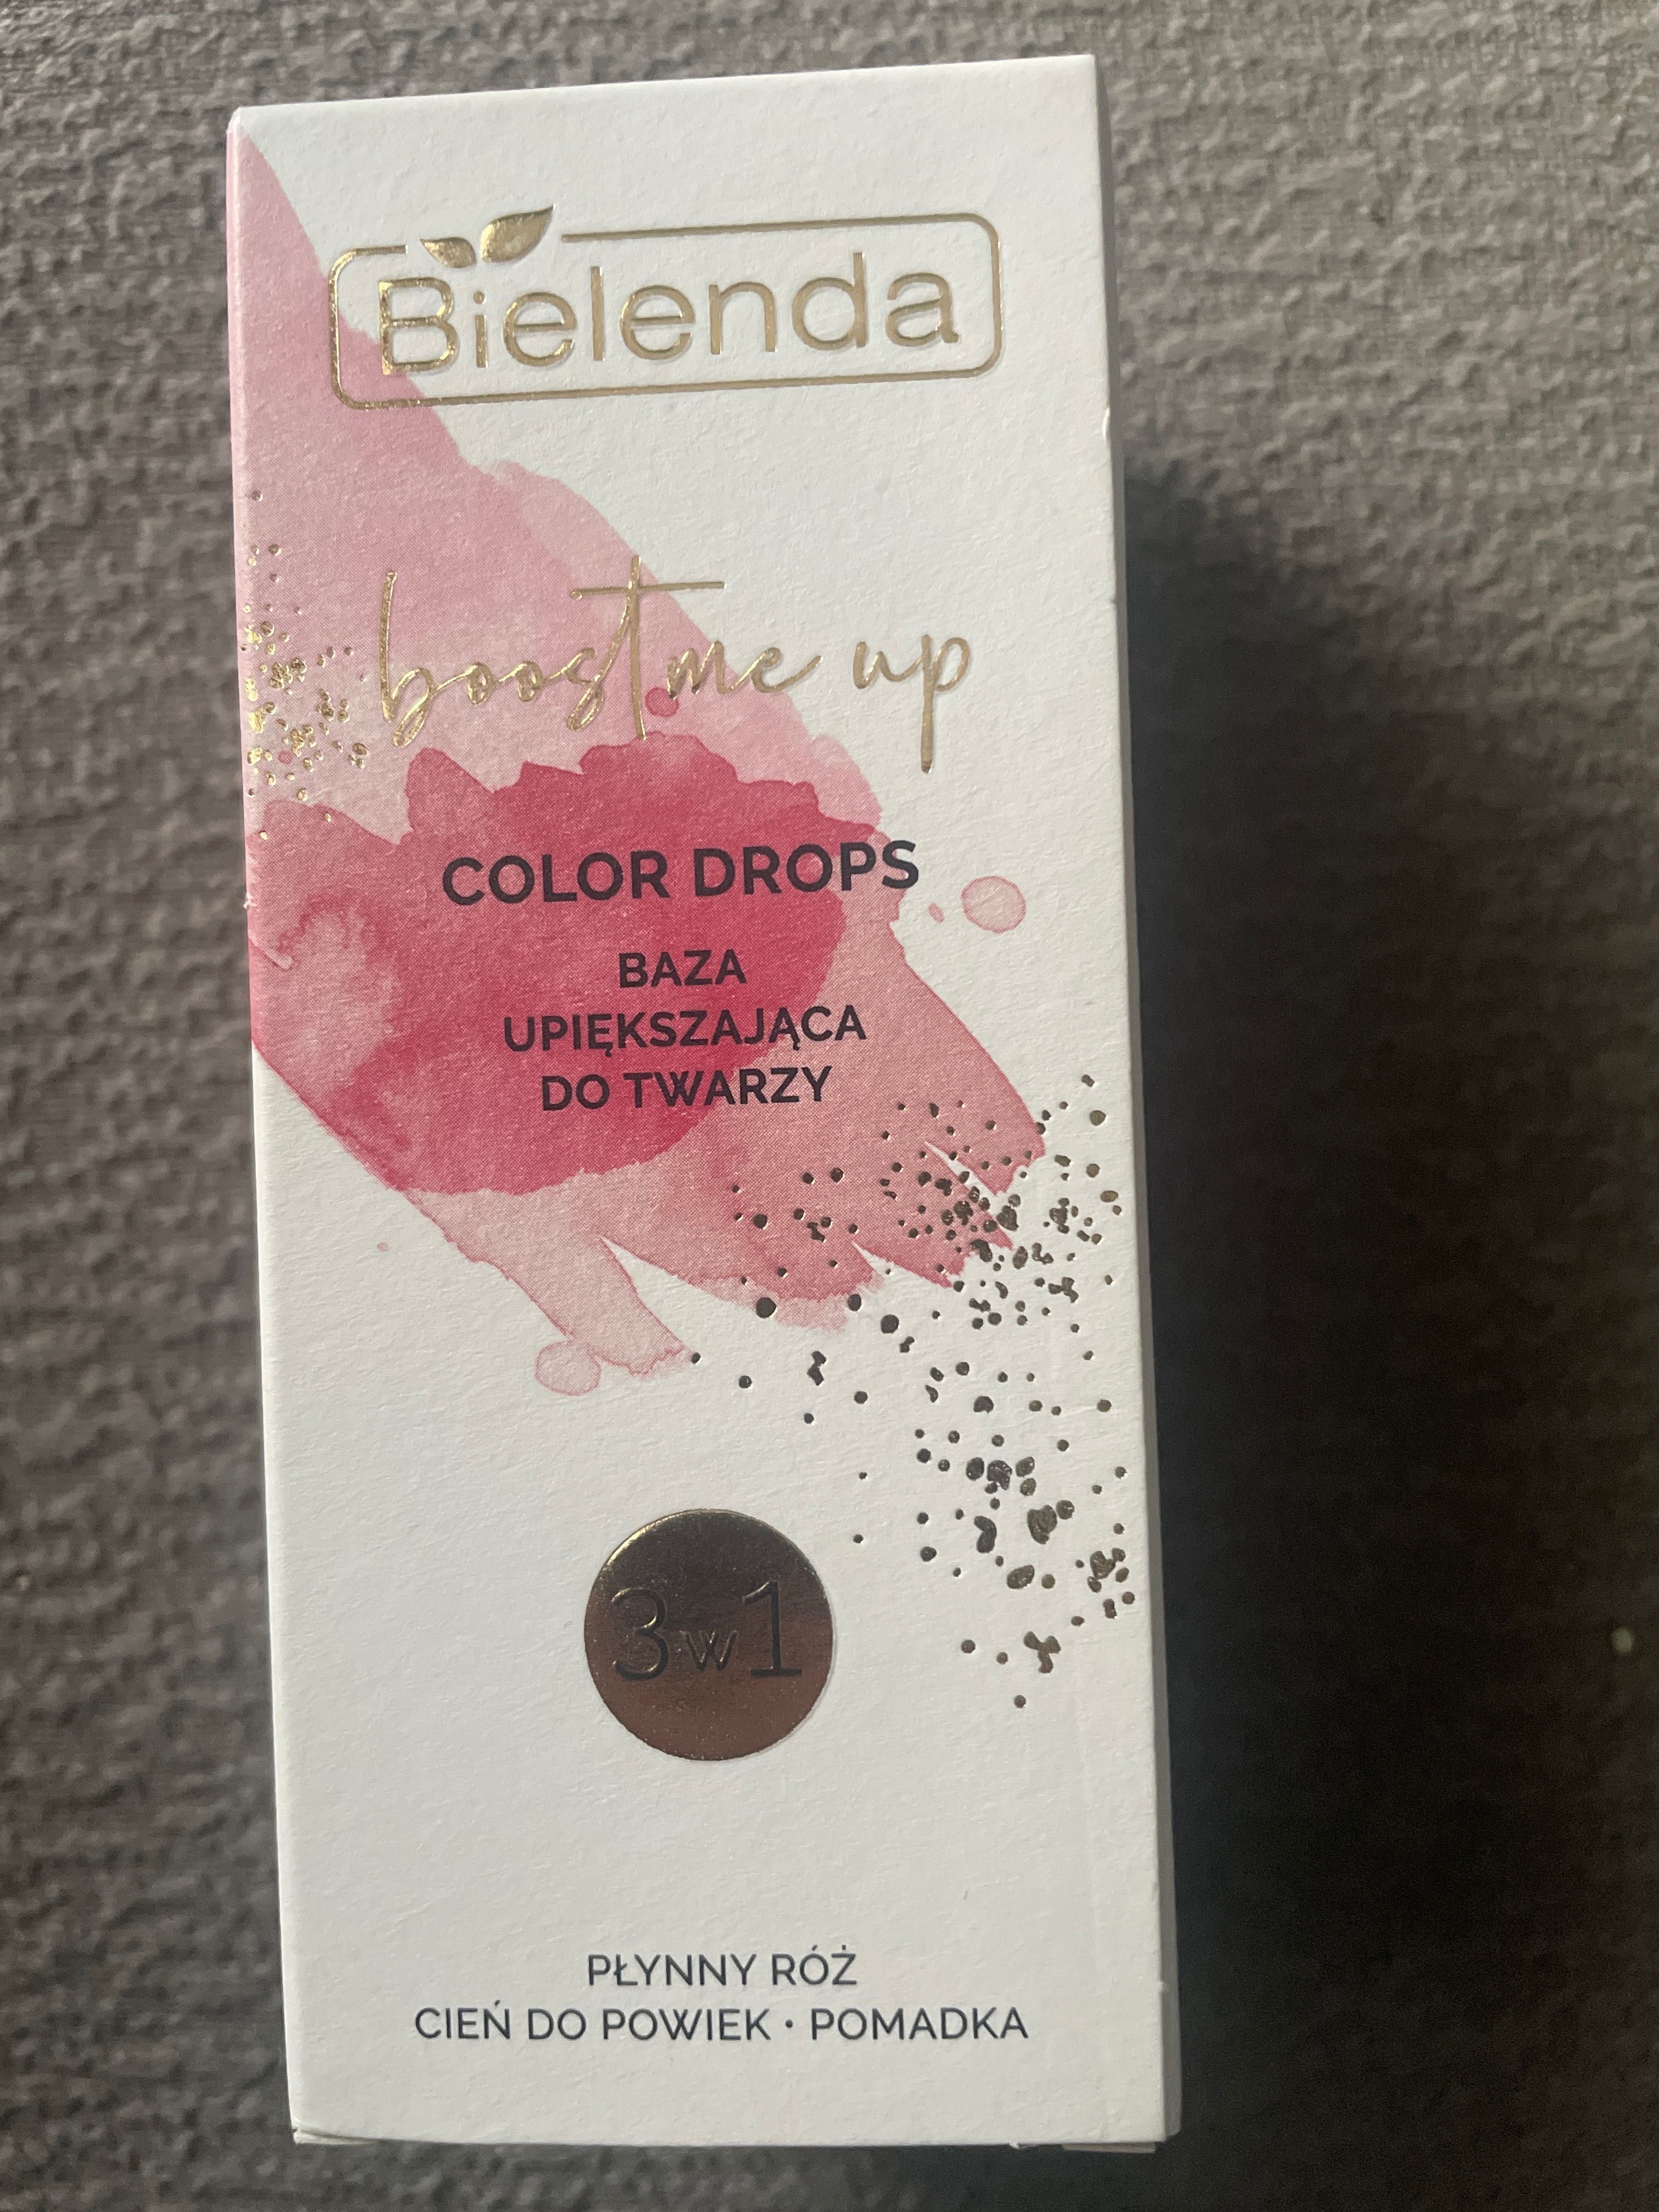 Bielenda
boost me up
COLOR DROPS
BAZA
UPIĘKSZAJĄCA
DO TWARZY
3w1
PŁYNNY RÓŻ
CIEŃ DO POWIEK • POMADKA